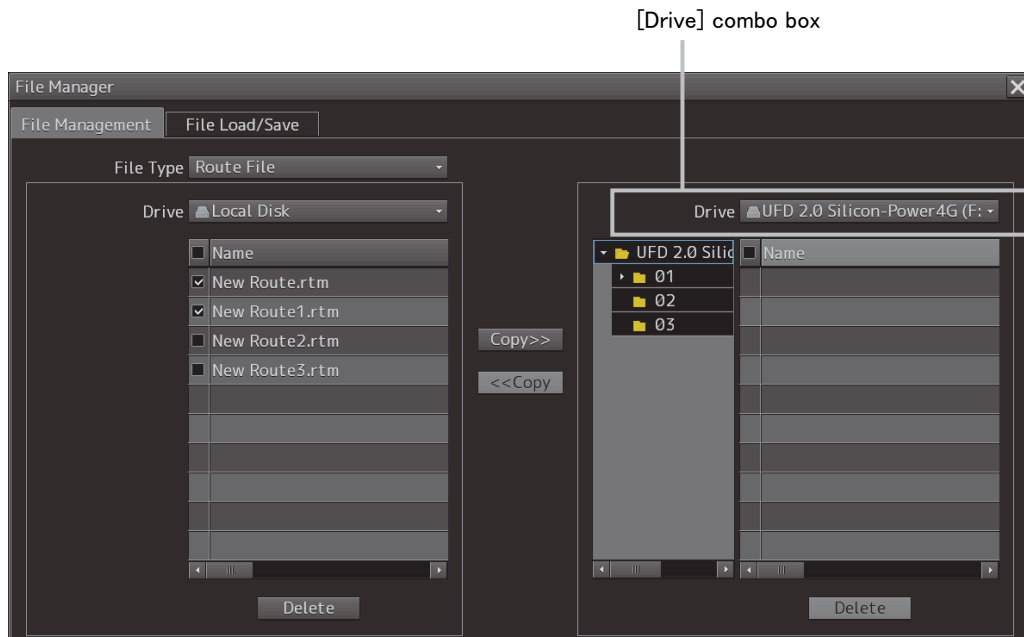 [Drive] combo box
File Manager
File Management File Load/Save
File Type Route File
Drive Local Disk
Name
New Route.rtm
New Route1.rtm
New Route2.rtm
New Route3.rtm
Delete
Copy>>
<<Copy
Drive UFD 2.0 Silicon-Power4G (F:
UFD 2.0 Silic
01
02
03
Name
Delete